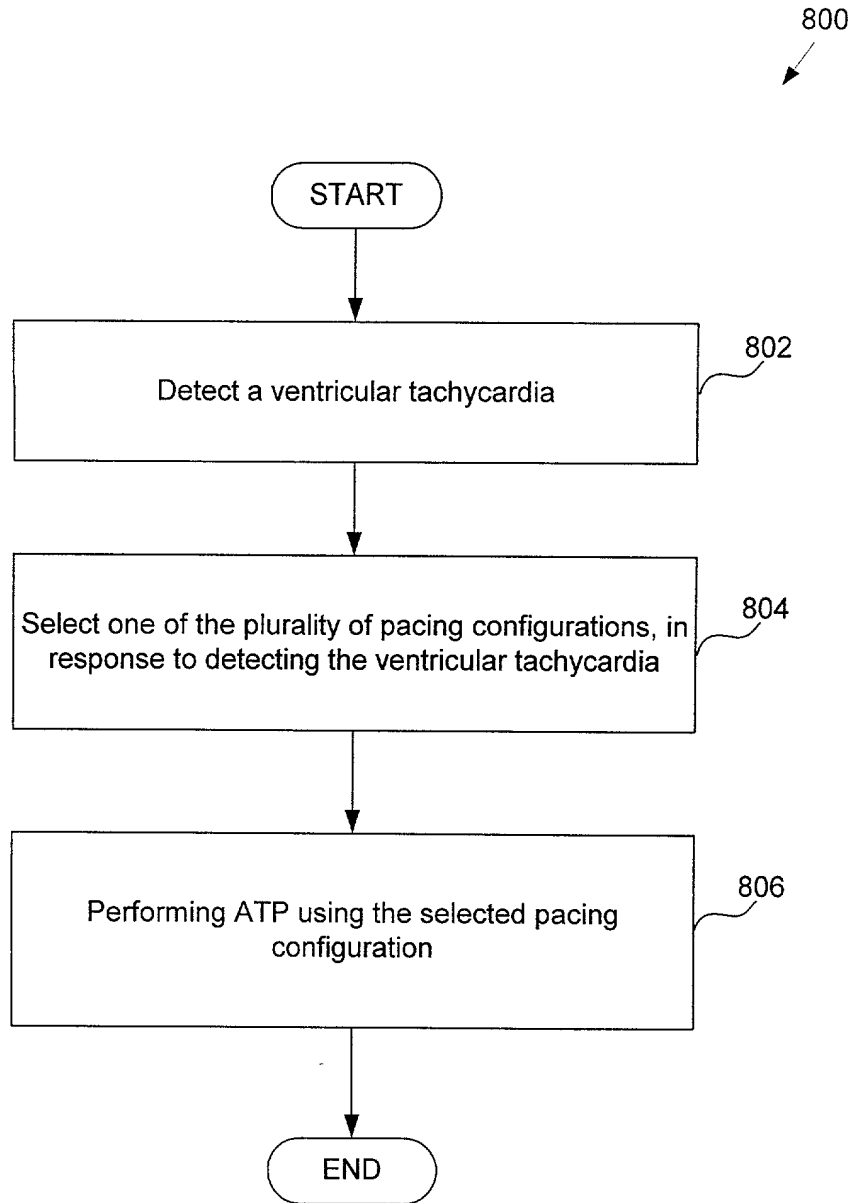 800
START
802
Detect a ventricular tachycardia
804
Select one of the plurality of pacing configurations, in
response to detecting the ventricular tachycardia
806
Performing ATP using the selected pacing
configuration
END